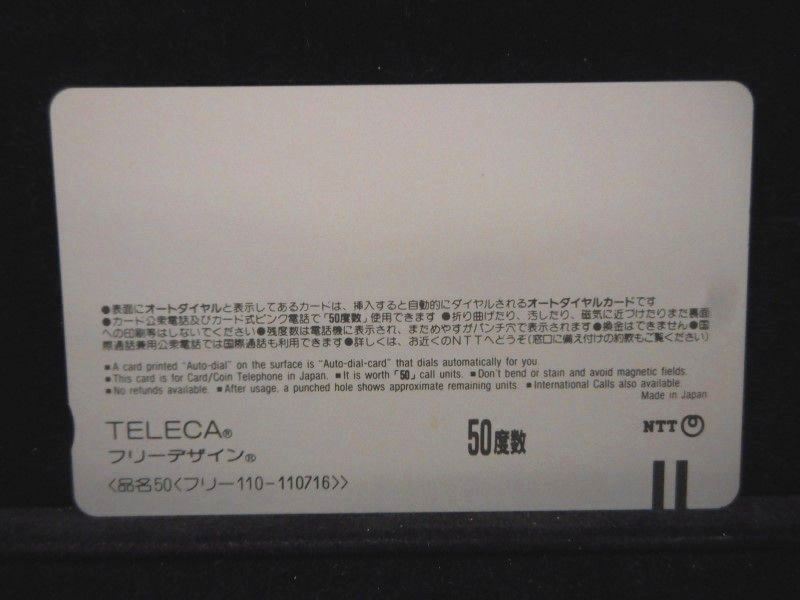 ●表面にオートダイヤルと表示してあるカードは、挿入すると自動的にダイヤルされるオートダイヤルカードです
●カード公衆電話及びカード式ピンク電話で「50度数」使用できます ●折り曲げたり、汚したり、磁気に近づけたりまた裏面
への印刷等はしないでください●残度数は電話機に表示され、まためやすがパンチ穴で表示されます●換金はできません●国
際通話兼用公衆電話では国際通話も利用できます●詳しくは、お近くのNTTへどうぞ(窓口に備え付けの約款もご覧ください)
■A card printed "Auto-dial" on the surface is "Auto-dial-card" that dials automatically for you.
■This card is for Card/Coin Telephone in Japan. ■It is worth「50」call units. ■Don't bend or stain and avoid magnetic fields.
■No refunds available. ■After usage, a punched hole shows approximate remaining units. ■International Calls also available.
Made in Japan
TELECA®
50度数
NTT
フリーデザイン®
〈品名50〈フリー110-110716〉〉